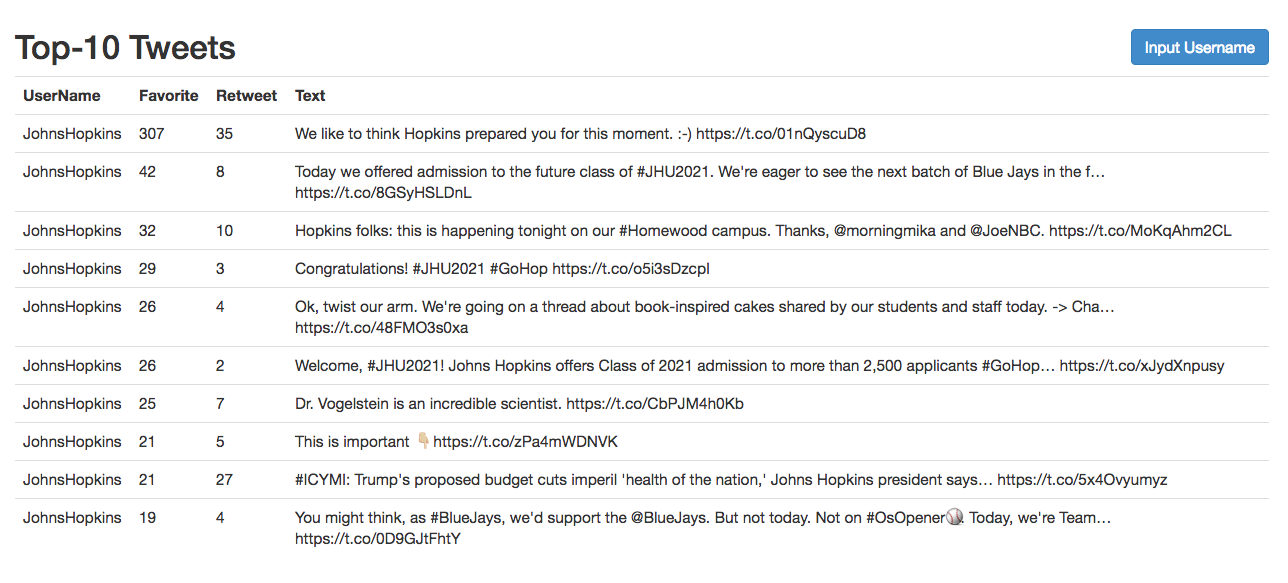 Top-10 Tweets
Input Username
UserName Favorite Retweet Text
JohnsHopkins 307 35 We like to think Hopkins prepared you for this moment. :-) https://t.co/01nQyscuD8
JohnsHopkins 42 8 Today we offered admission to the future class of #JHU2021. We're eager to see the next batch of Blue Jays in the f…
https://t.co/8GSyHSLDnL
JohnsHopkins 32 10 Hopkins folks: this is happening tonight on our #Homewood campus. Thanks, @morningmika and @JoeNBC. https://t.co/MoKqAhm2CL
JohnsHopkins 29 3 Congratulations! #JHU2021 #GoHop https://t.co/o5i3sDzcpI
JohnsHopkins 26 4 Ok, twist our arm. We're going on a thread about book-inspired cakes shared by our students and staff today. -> Cha…
https://t.co/48FMO3s0xa
JohnsHopkins 26 2 Welcome, #JHU2021! Johns Hopkins offers Class of 2021 admission to more than 2,500 applicants #GoHop… https://t.co/xJydXnpusy
JohnsHopkins 25 7 Dr. Vogelstein is an incredible scientist. https://t.co/CbPJM4h0Kb
JohnsHopkins 21 5 This is important 👇🏼 https://t.co/zPa4mWDNVK
JohnsHopkins 21 27 #ICYMI: Trump's proposed budget cuts imperil 'health of the nation,' Johns Hopkins president says… https://t.co/5x4Ovyumyz
JohnsHopkins 19 4 You might think, as #BlueJays, we'd support the @BlueJays. But not today. Not on #OsOpener⚾. Today, we're Team…
https://t.co/0D9GJtFhtY